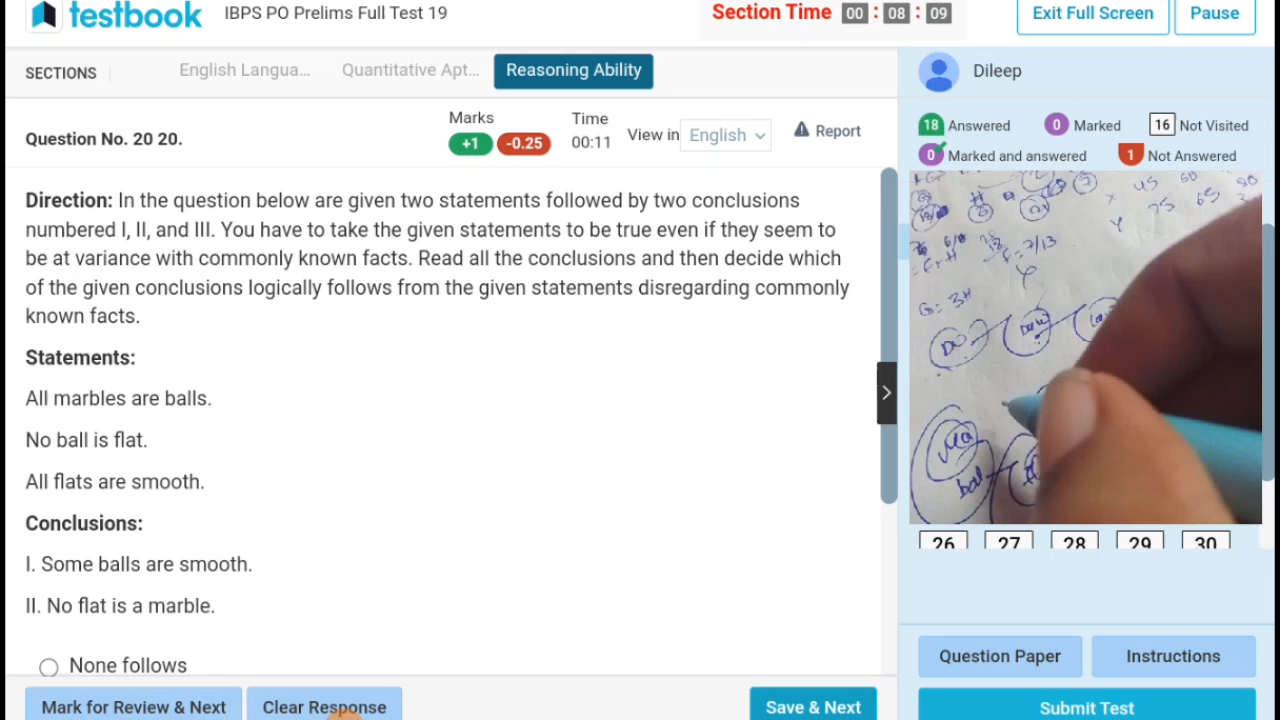 testbook
IBPS PO Prelims Full Test 19
Section Time 00 : 08 : 09
Exit Full Screen
Pause
SECTIONS
English Langua...
Quantitative Apt...
Reasoning Ability
Dileep
Question No. 20 20.
Marks
+1 -0.25
Time
00:11
View in English
Report
18 Answered
0 Marked
16 Not Visited
0 Marked and answered
1 Not Answered
Direction: In the question below are given two statements followed by two conclusions
numbered I, II, and III. You have to take the given statements to be true even if they seem to
be at variance with commonly known facts. Read all the conclusions and then decide which
of the given conclusions logically follows from the given statements disregarding commonly
known facts.
Statements:
All marbles are balls.
No ball is flat.
All flats are smooth.
Conclusions:
I. Some balls are smooth.
II. No flat is a marble.
None follows
45 60
G = 3H
Ma
ball
26 27 28 29 30
Question Paper
Instructions
Mark for Review & Next
Clear Response
Save & Next
Submit Test